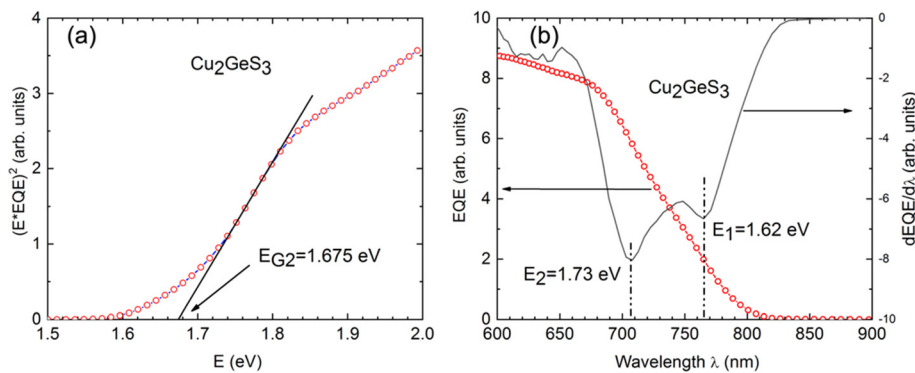 (a)
Cu2GeS3
EG2=1.675 eV
(E*EQE)2 (arb. units)
4
3
2
1
0
1.5 1.6 1.7 1.8 1.9 2.0
E (eV)
(b)
Cu2GeS3
E1=1.62 eV
E2=1.73 eV
EQE (arb. units)
10
8
6
4
2
0
600 650 700 750 800 850 900
Wavelength λ (nm)
0
-2
-4
-6
-8
-10
dEQE/dλ (arb. units)